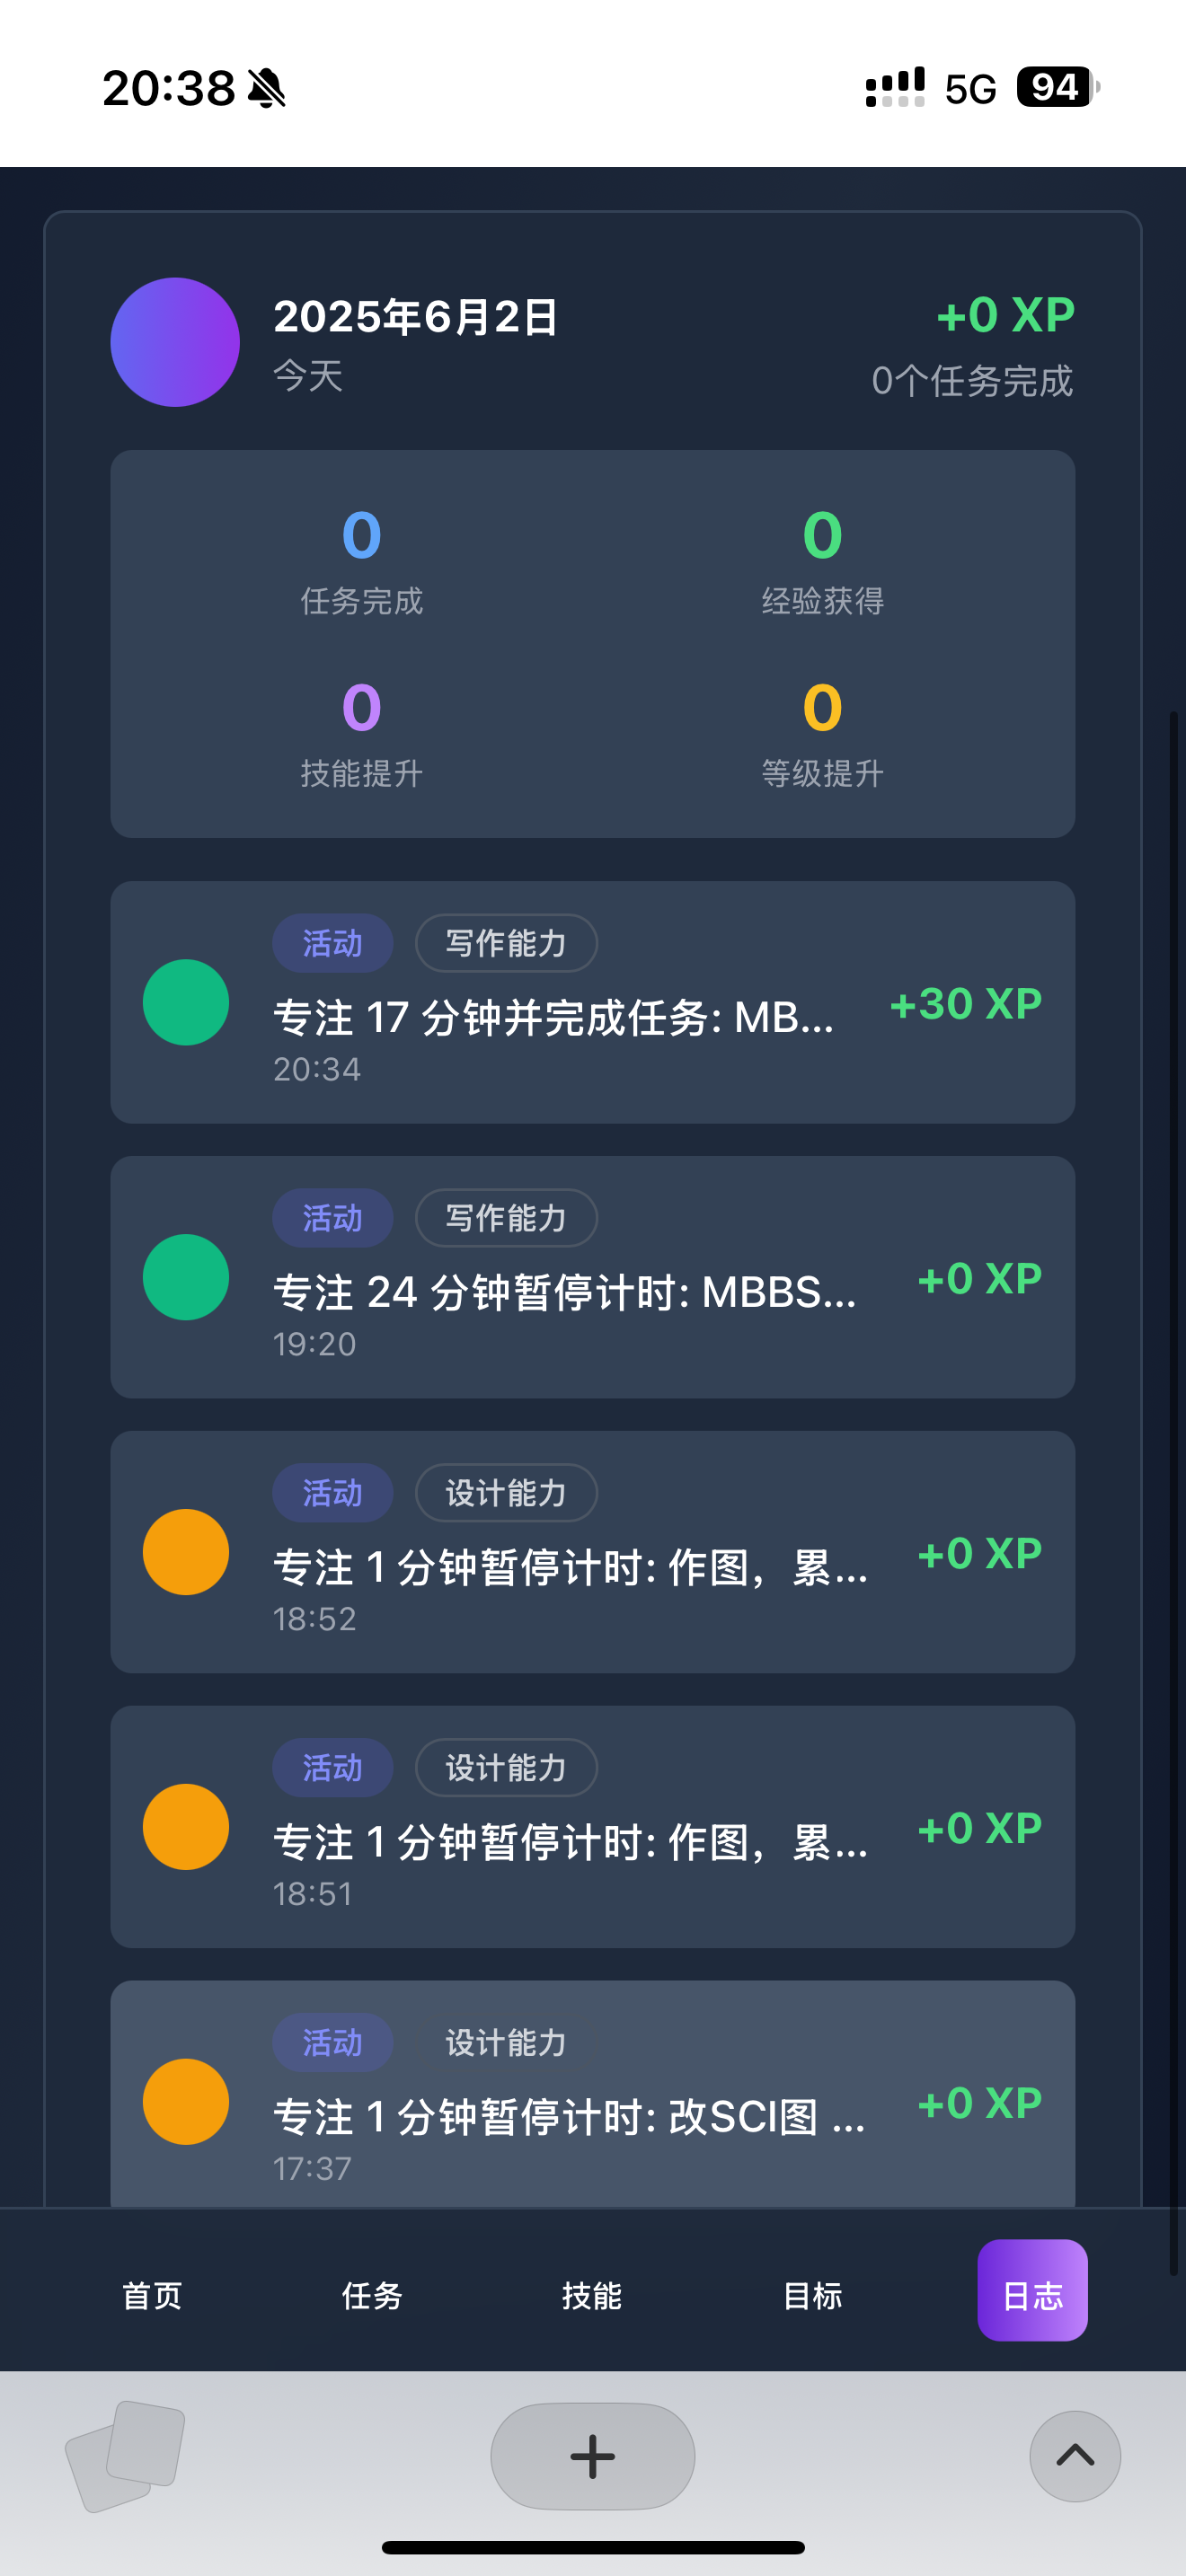 20:38
5G
94
2025年6月2日
+0 XP
今天
0个任务完成
0
0
任务完成
经验获得
0
0
技能提升
等级提升
活动 写作能力
专注 17 分钟并完成任务: MB...
+30 XP
20:34
活动 写作能力
专注 24 分钟暂停计时: MBBS...
+0 XP
19:20
活动 设计能力
专注 1 分钟暂停计时: 作图，累...
+0 XP
18:52
活动 设计能力
专注 1 分钟暂停计时: 作图，累...
+0 XP
18:51
活动 设计能力
专注 1 分钟暂停计时: 改SCI图 ...
+0 XP
17:37
首页 任务 技能 目标 日志